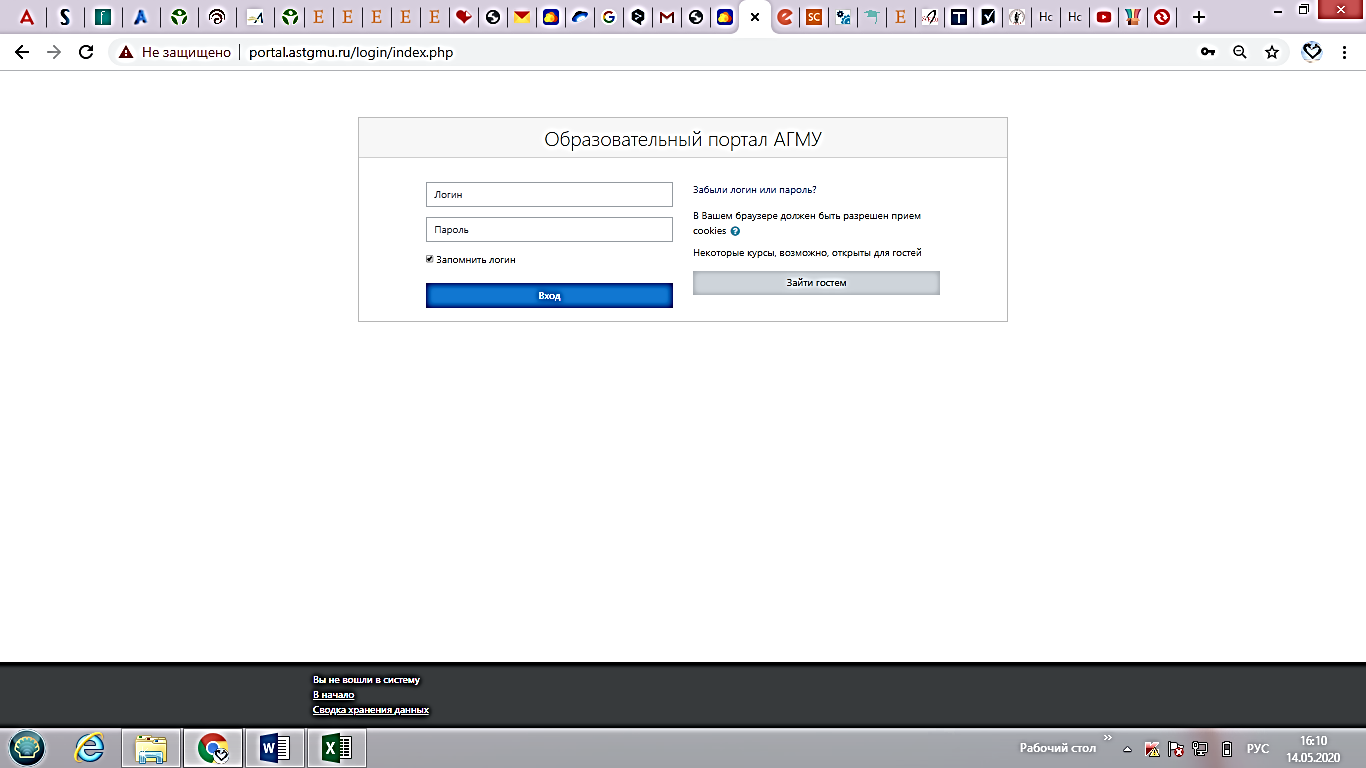 Не защищено
portal.astgmu.ru/login/index.php
Образовательный портал АГМУ
Логин
Пароль
Запомнить логин
Вход
Забыли логин или пароль?
В Вашем браузере должен быть разрешен прием
cookies
Некоторые курсы, возможно, открыты для гостей
Зайти гостем
Вы не вошли в систему
В начало
Сводка хранения данных
Рабочий стол
РУС
16:10
14.05.2020